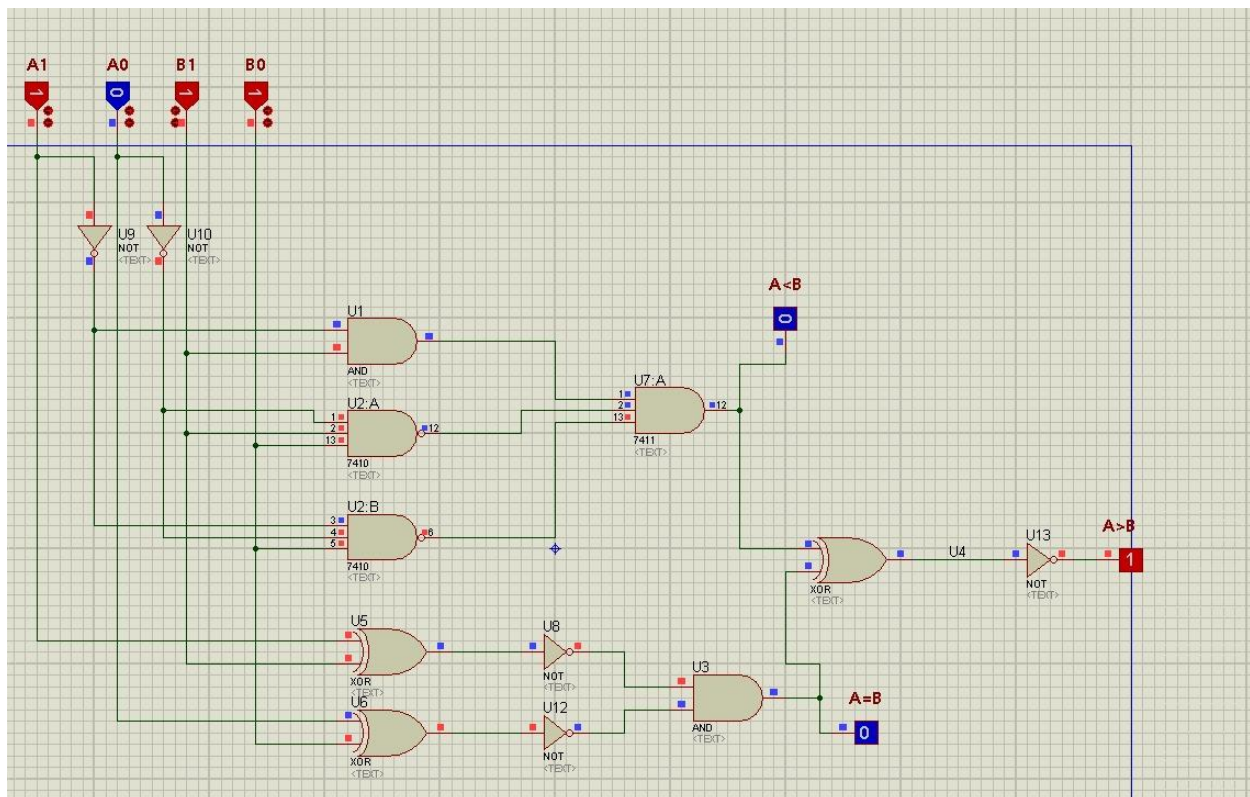 A1 A0 B1 B0
1 0 1 1
U9
NOT
<TEXT>
U10
NOT
<TEXT>
A<B
0
U1
AND
<TEXT>
U2:A
1
2
13
12
7410
<TEXT>
U7:A
1
2
13
12
7411
<TEXT>
U2:B
3
4
5
6
7410
<TEXT>
XOR
<TEXT>
U4
U13
NOT
<TEXT>
A>B
1
U5
XOR
<TEXT>
U8
NOT
<TEXT>
U6
XOR
<TEXT>
U12
NOT
<TEXT>
U3
AND
<TEXT>
A=B
0